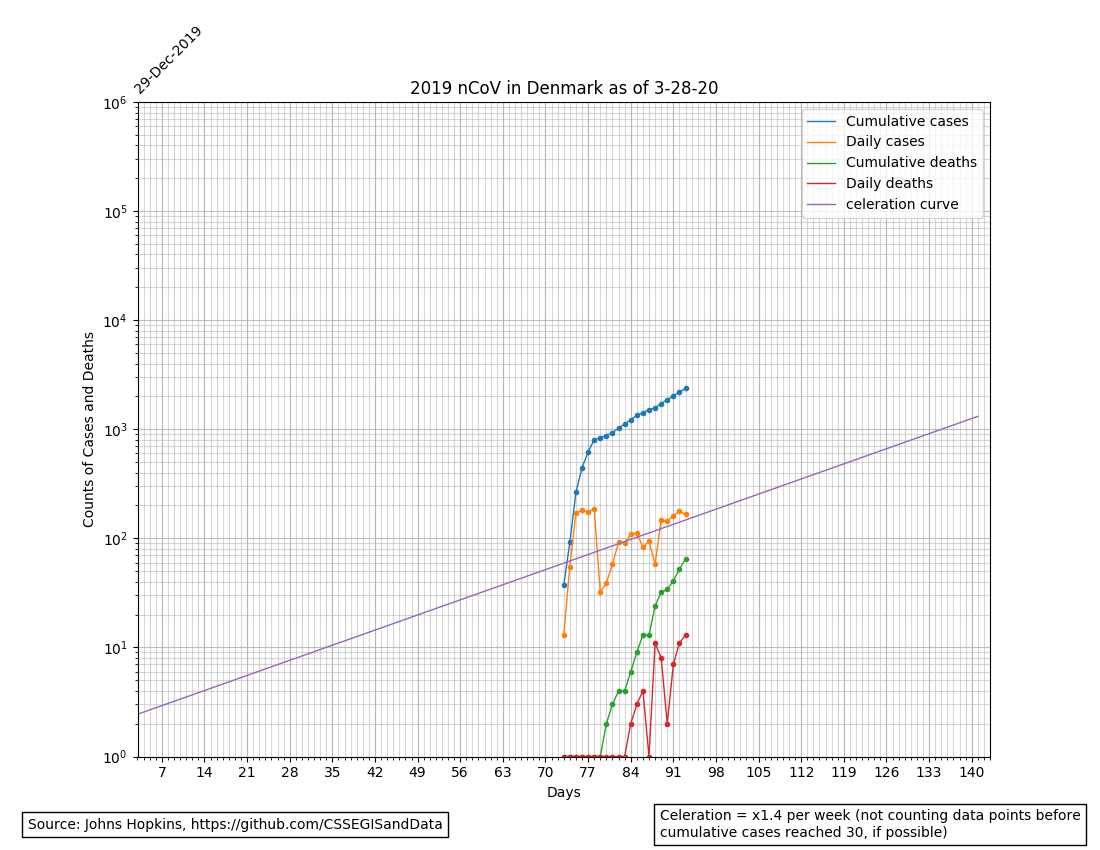 29-Dec-2019
2019 nCoV in Denmark as of 3-28-20
Cumulative cases
Daily cases
Cumulative deaths
Daily deaths
celeration curve
Counts of Cases and Deaths
10^6
10^5
10^4
10^3
10^2
10^1
10^0
7 14 21 28 35 42 49 56 63 70 77 84 91 98 105 112 119 126 133 140
Days
Source: Johns Hopkins, https://github.com/CSSEGISandData
Celeration = x1.4 per week (not counting data points before
cumulative cases reached 30, if possible)